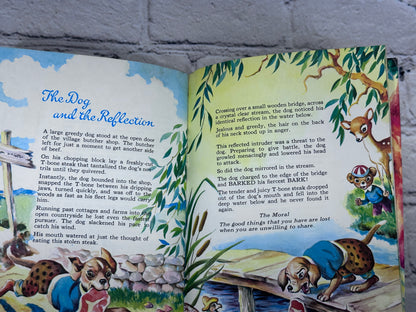 The Dog
and the Reflection
A large greedy dog stood at the open door
of the village butcher shop. The butcher
left for just a moment to get another side
of beef.
On his chopping block lay a freshly-cut
T-bone steak that tantalized the dog's nos-
trils until they quivered.
Instantly, the dog bounded into the shop,
snapped the T-bone between his dripping
jaws, turned quickly, and was off to the
woods as fast as his fleet legs would carry
him.
Running past cottages and farms into the
open countryside he lost even the fastest
pursuer. The dog slackened his pace to
catch his wind.
His mouth watered at just the thought of
eating this stolen steak.
Crossing over a small wooden bridge, across
a crystal clear stream, the dog noticed his
identical reflection in the water below.
Jealous and greedy, the hair on the back
of his neck stood up in anger.
This reflected intruder was a threat to the
dog. Preparing to give battle, the dog
growled menacingly and lowered his head
to attack.
So did the dog mirrored in the stream.
The dog charged to the edge of the bridge
and BARKED his fiercest BARK!
The tender and juicy T-bone steak dropped
out of the dog's mouth and fell into the
deep water below and he never found it
again.
The Moral
The good things that you have are lost
when you are unwilling to share.